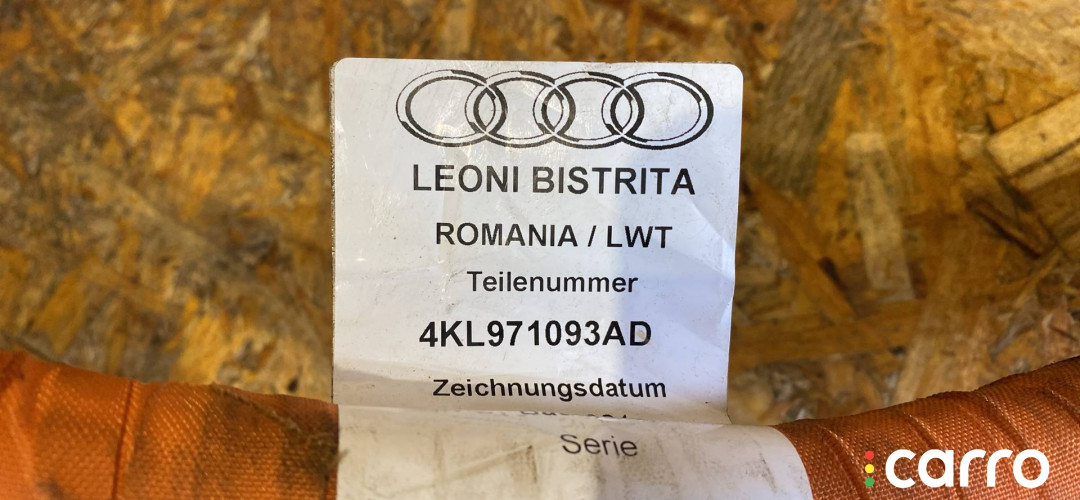 LEONI BISTRITA
ROMANIA / LWT
Teilenummer
4KL971093AD
Zeichnungsdatum
Serie
carro